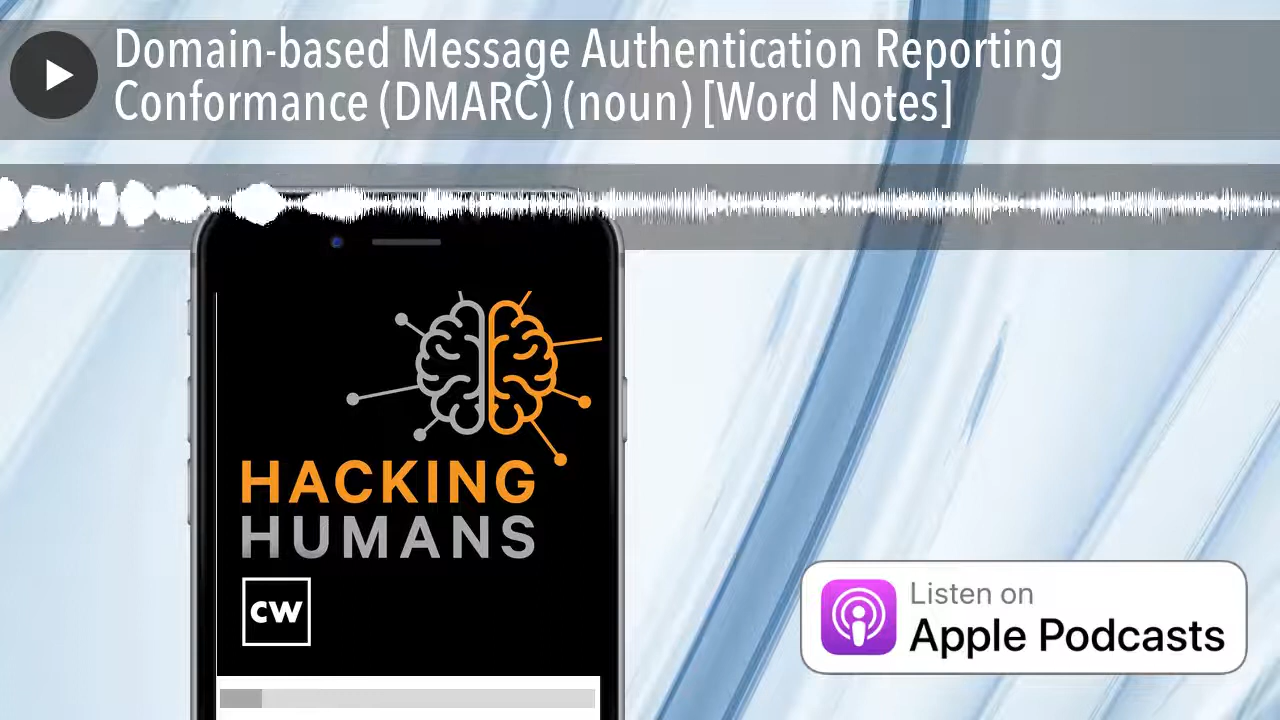 Domain-based Message Authentication Reporting
Conformance (DMARC) (noun) [Word Notes]
HACKING
HUMANS
CW
Listen on
Apple Podcasts